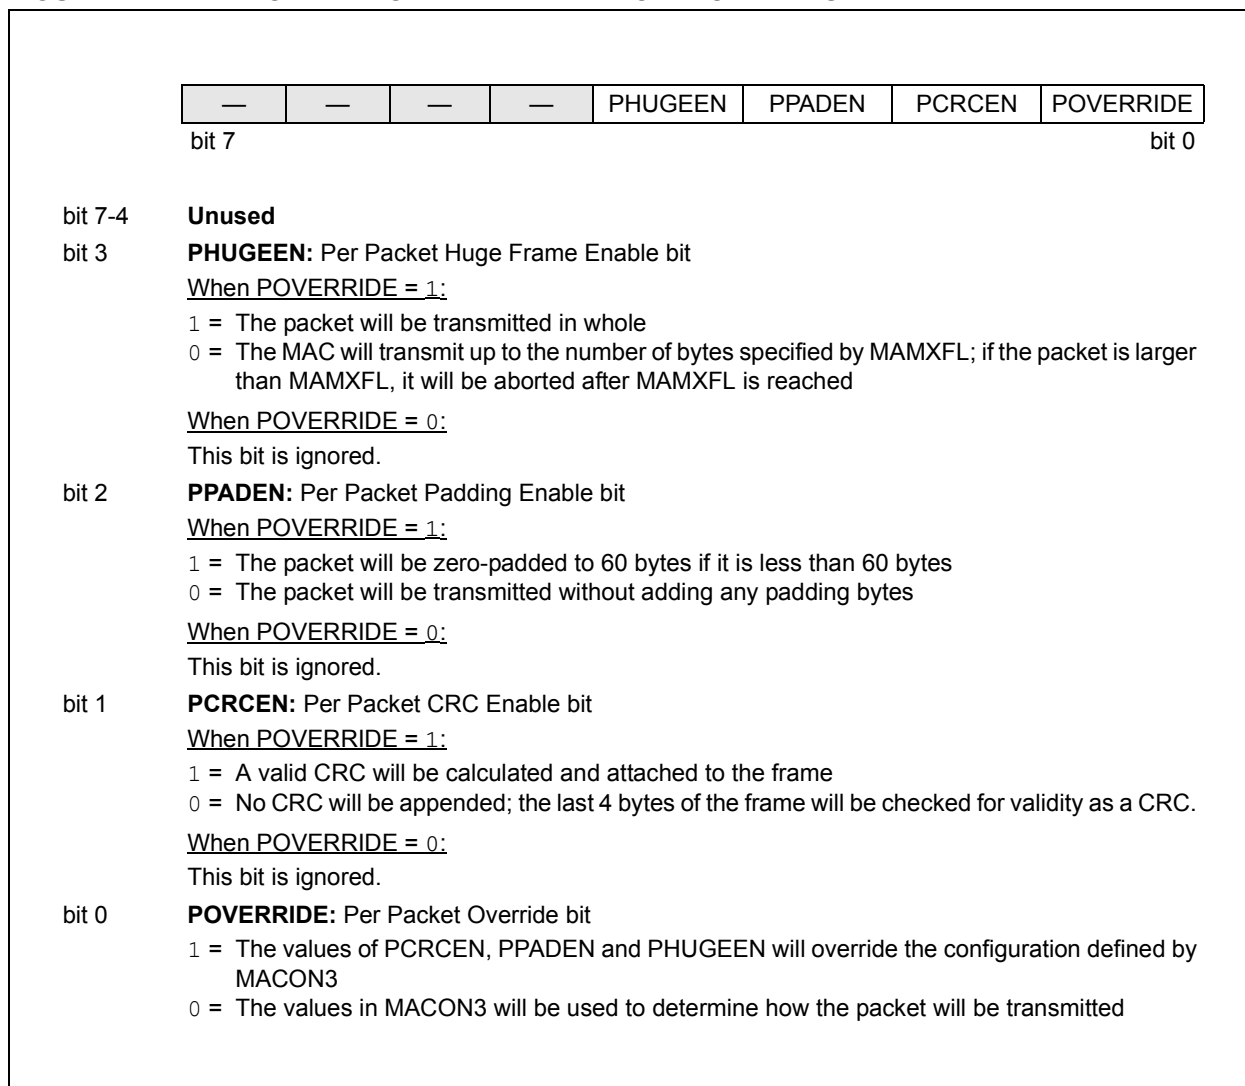 — — — — PHUGEEN PPADEN PCRCEN POVERRIDE
bit 7 bit 0
bit 7-4 Unused
bit 3 PHUGEEN: Per Packet Huge Frame Enable bit
When POVERRIDE = 1:
1 = The packet will be transmitted in whole
0 = The MAC will transmit up to the number of bytes specified by MAMXFL; if the packet is larger
than MAMXFL, it will be aborted after MAMXFL is reached
When POVERRIDE = 0:
This bit is ignored.
bit 2 PPADEN: Per Packet Padding Enable bit
When POVERRIDE = 1:
1 = The packet will be zero-padded to 60 bytes if it is less than 60 bytes
0 = The packet will be transmitted without adding any padding bytes
When POVERRIDE = 0:
This bit is ignored.
bit 1 PCRCEN: Per Packet CRC Enable bit
When POVERRIDE = 1:
1 = A valid CRC will be calculated and attached to the frame
0 = No CRC will be appended; the last 4 bytes of the frame will be checked for validity as a CRC.
When POVERRIDE = 0:
This bit is ignored.
bit 0 POVERRIDE: Per Packet Override bit
1 = The values of PCRCEN, PPADEN and PHUGEEN will override the configuration defined by
MACON3
0 = The values in MACON3 will be used to determine how the packet will be transmitted